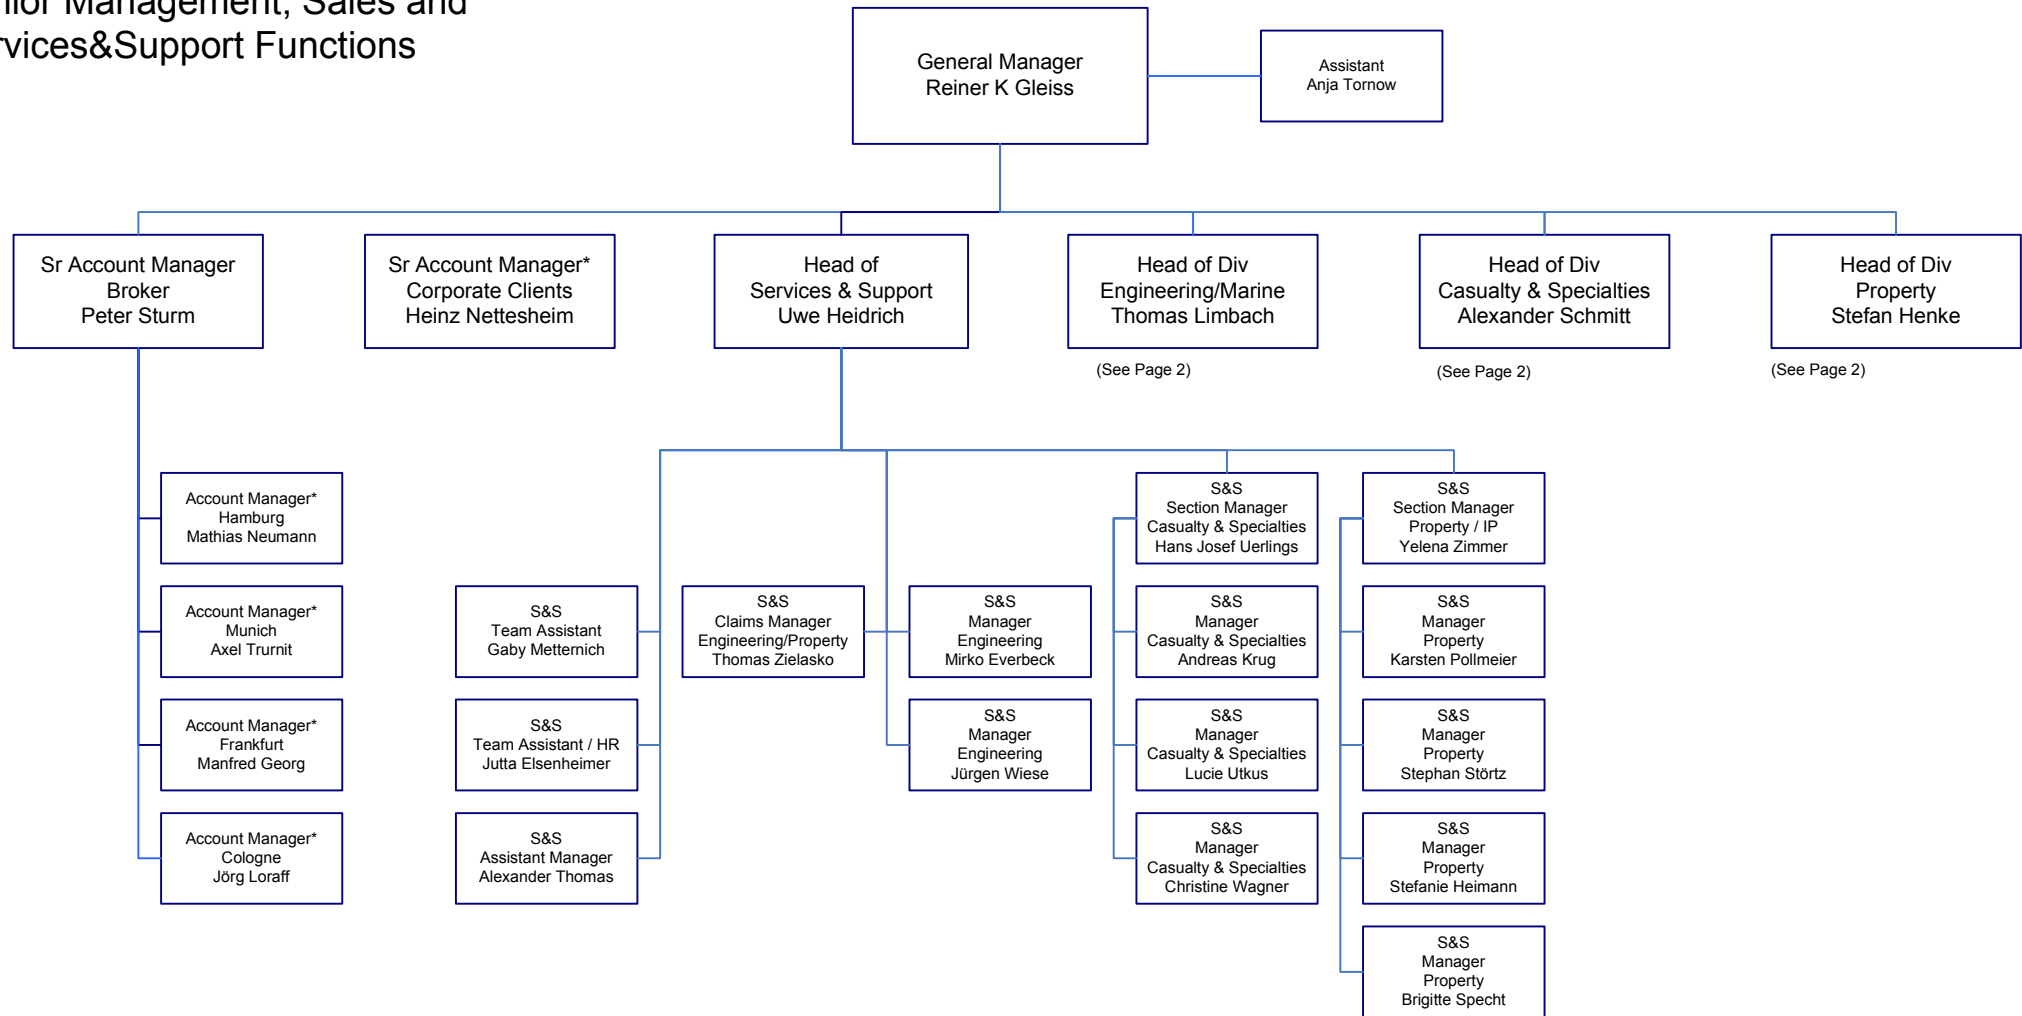 nior Management, Sales and
rvices&Support Functions
General Manager
Reiner K Gleiss
Assistant
Anja Tornow
Sr Account Manager
Broker
Peter Sturm
Sr Account Manager*
Corporate Clients
Heinz Nettesheim
Head of
Services & Support
Uwe Heidrich
Head of Div
Engineering/Marine
Thomas Limbach
Head of Div
Casualty & Specialties
Alexander Schmitt
Head of Div
Property
Stefan Henke
(See Page 2)
(See Page 2)
(See Page 2)
Account Manager*
Hamburg
Mathias Neumann
Account Manager*
Munich
Axel Trurnit
Account Manager*
Frankfurt
Manfred Georg
Account Manager*
Cologne
Jörg Loraff
S&S
Team Assistant
Gaby Metternich
S&S
Team Assistant / HR
Jutta Elsenheimer
S&S
Assistant Manager
Alexander Thomas
S&S
Claims Manager
Engineering/Property
Thomas Zielasko
S&S
Manager
Engineering
Mirko Everbeck
S&S
Manager
Engineering
Jürgen Wiese
S&S
Section Manager
Casualty & Specialties
Hans Josef Uerlings
S&S
Manager
Casualty & Specialties
Andreas Krug
S&S
Manager
Casualty & Specialties
Lucie Utkus
S&S
Manager
Casualty & Specialties
Christine Wagner
S&S
Section Manager
Property / IP
Yelena Zimmer
S&S
Manager
Property
Karsten Pollmeier
S&S
Manager
Property
Stephan Störtz
S&S
Manager
Property
Stefanie Heimann
S&S
Manager
Property
Brigitte Specht